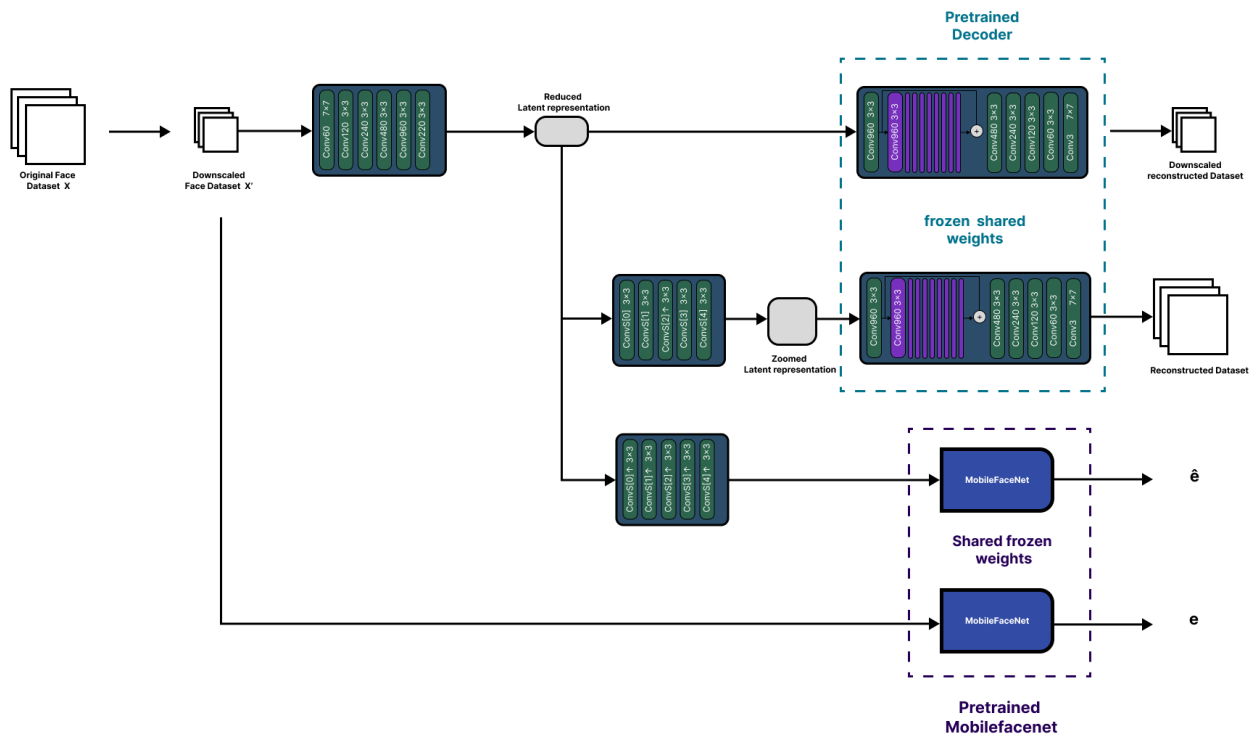 Pretrained
Decoder
Original Face
Dataset X
Downscaled
Face Dataset X'
Conv60 7×7
Conv120 3×3
Conv240 3×3
Conv480 3×3
Conv960 3×3
Conv220 3×3
Reduced
Latent representation
Conv960 3×3
Conv960 3×3
+
Conv480 3×3
Conv240 3×3
Conv120 3×3
Conv60 3×3
Conv3 7×7
Downscaled
reconstructed Dataset
frozen shared
weights
ConvS[0] 3×3
ConvS[1] 3×3
ConvS[2]↑ 3×3
ConvS[3] 3×3
ConvS[4] 3×3
Zoomed
Latent representation
Conv960 3×3
Conv960 3×3
+
Conv480 3×3
Conv240 3×3
Conv120 3×3
Conv60 3×3
Conv3 7×7
Reconstructed Dataset
ConvS[0]↑ 3×3
ConvS[1]↑ 3×3
ConvS[2]↑ 3×3
ConvS[3]↑ 3×3
ConvS[4]↑ 3×3
MobileFaceNet
ê
Shared frozen
weights
MobileFaceNet
e
Pretrained
Mobilefacenet